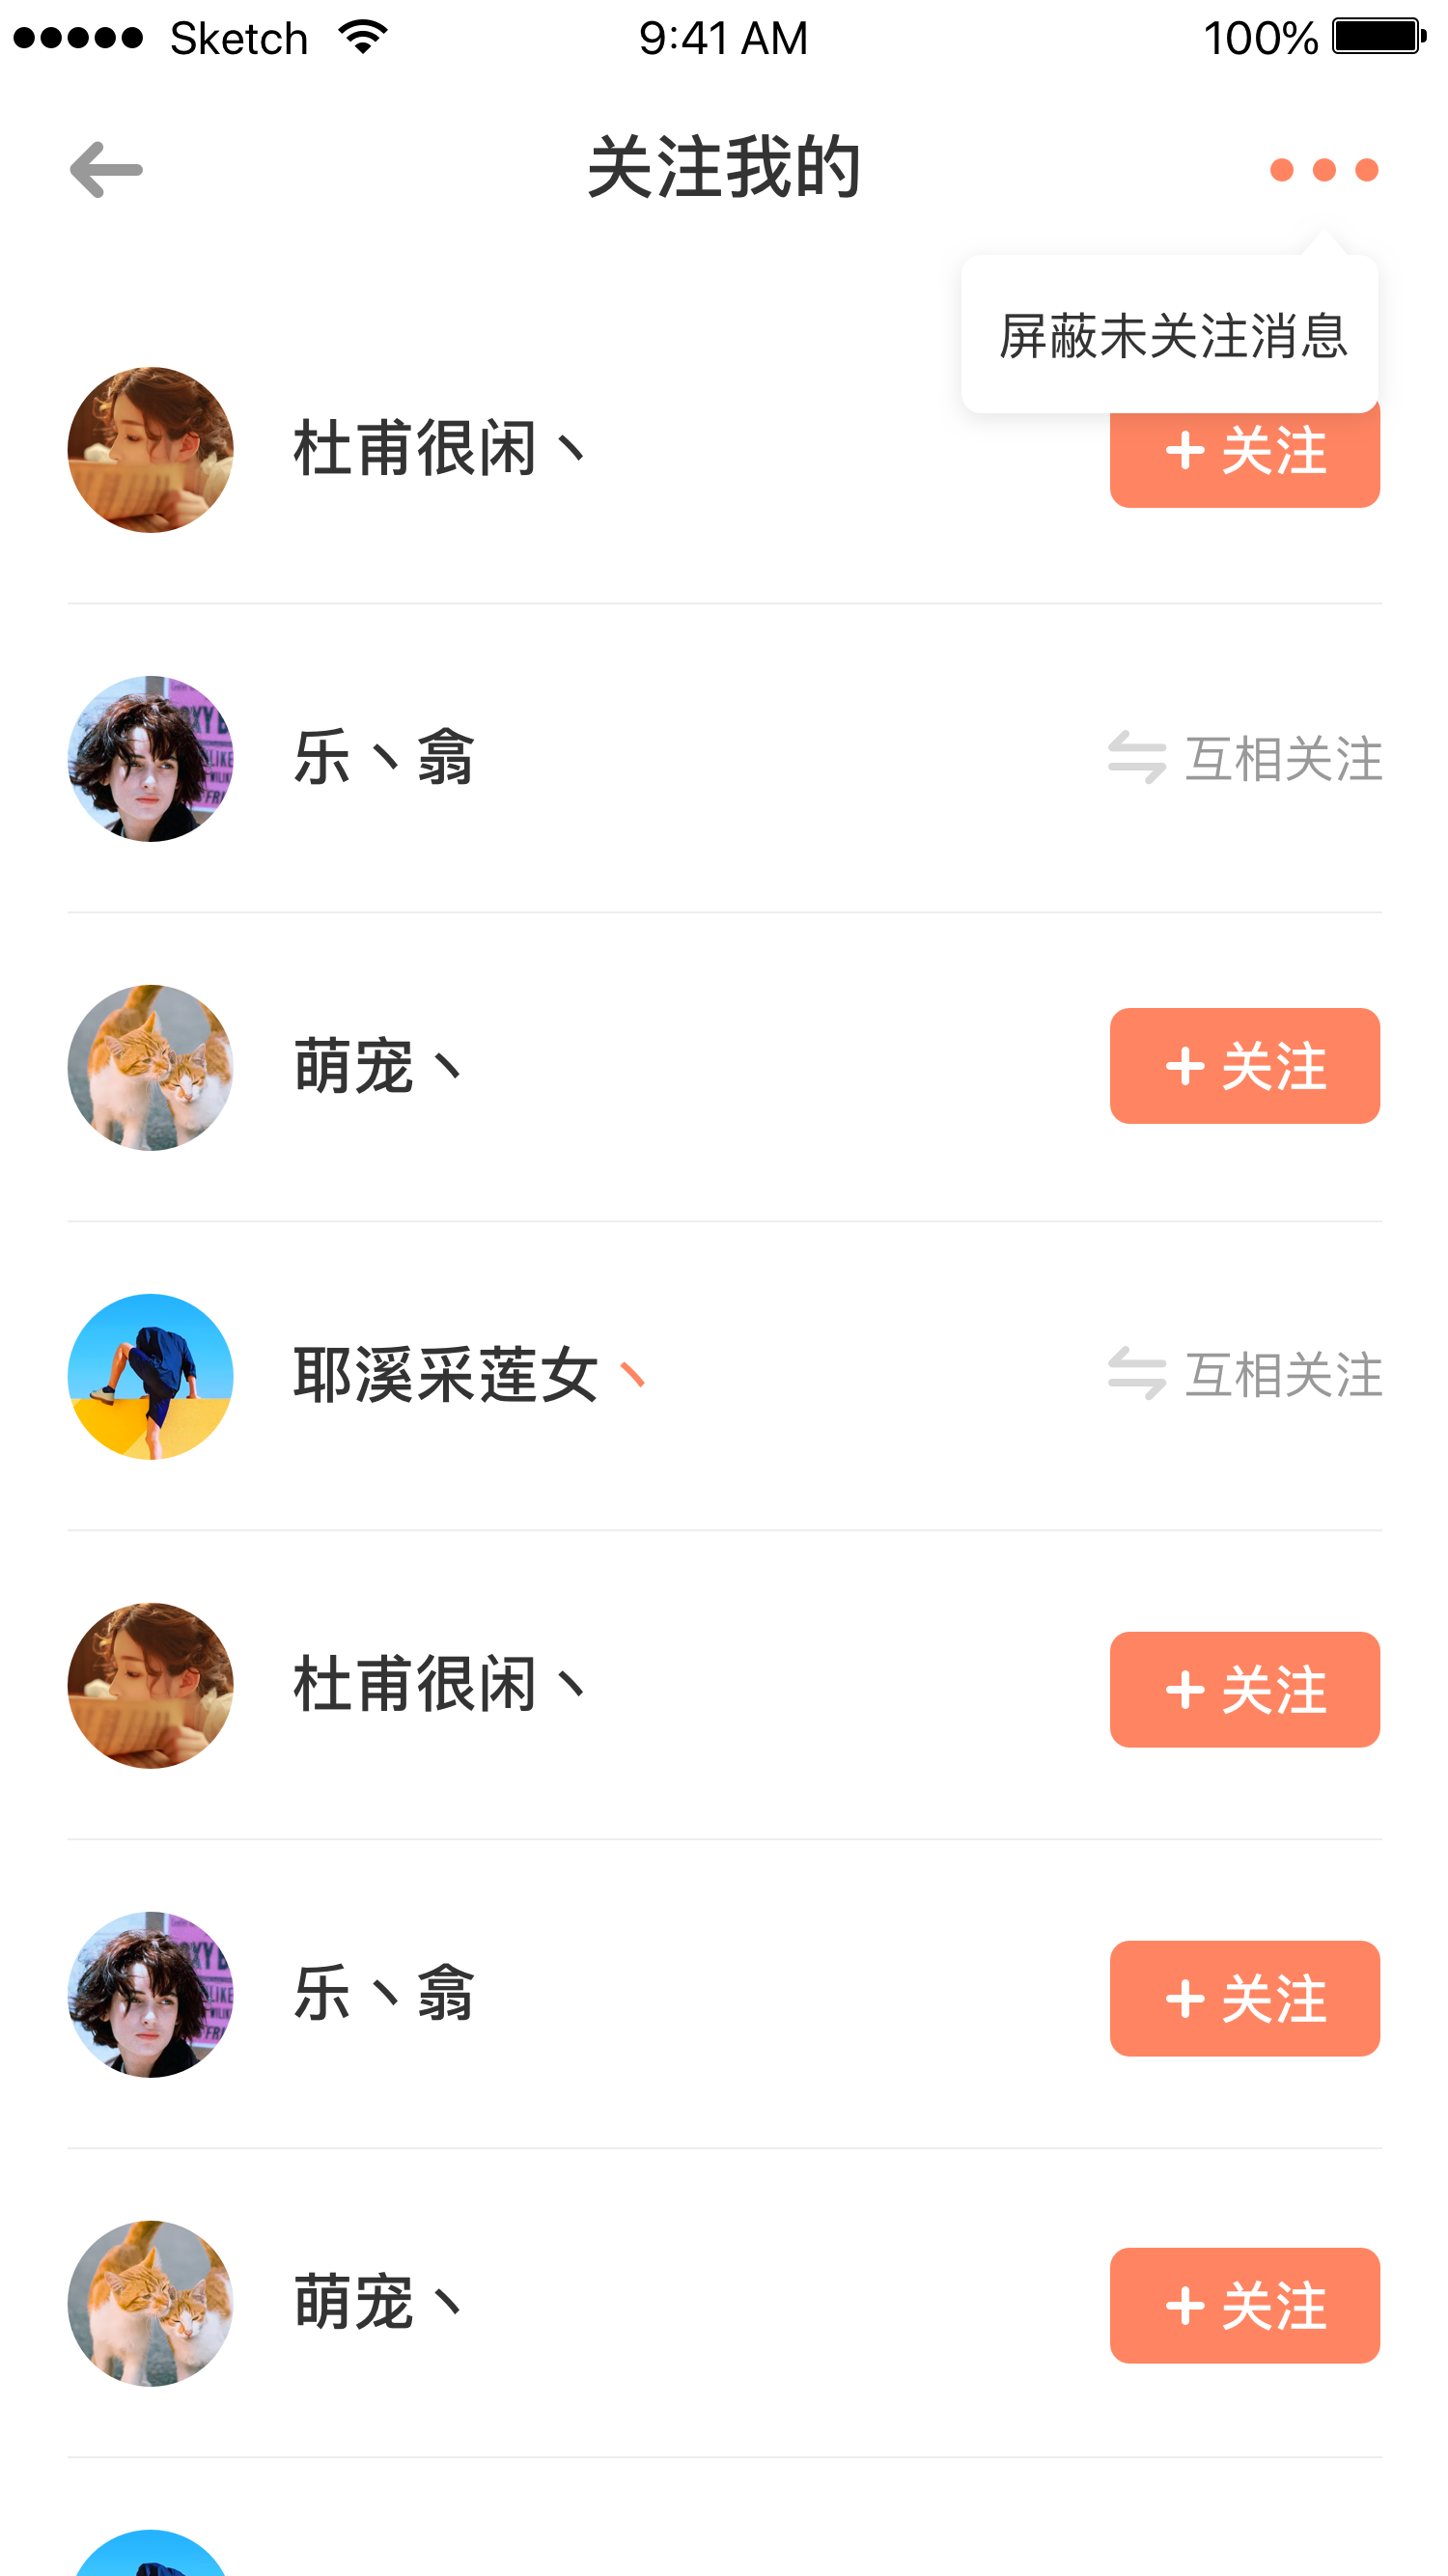 Sketch 9:41 AM 100%
关注我的
屏蔽未关注消息
杜甫很闲丶 + 关注
乐丶翕 互相关注
萌宠丶 + 关注
耶溪采莲女丶 互相关注
杜甫很闲丶 + 关注
乐丶翕 + 关注
萌宠丶 + 关注